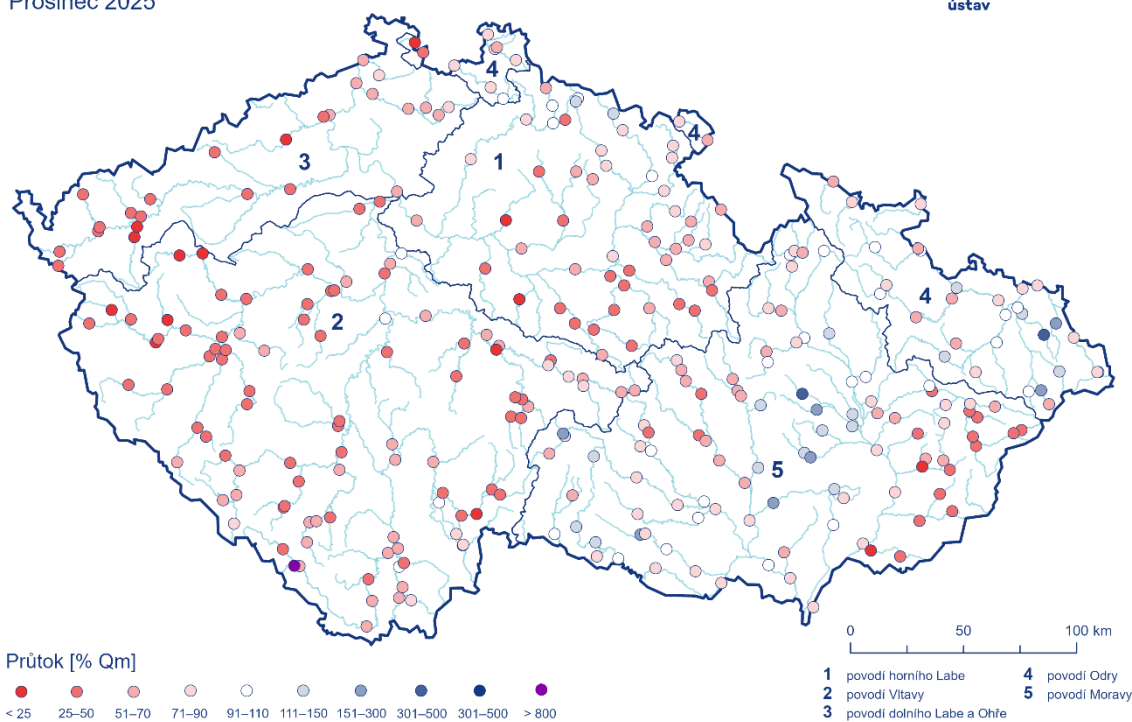 Prosinec 2025
ústav
4
4
3
1
4
2
5
0 50 100 km
Průtok [% Qm]
< 25 25–50 51–70 71–90 91–110 111–150 151–300 301–500 301–500 > 800
1 povodí horního Labe
2 povodí Vltavy
3 povodí dolního Labe a Ohře
4 povodí Odry
5 povodí Moravy